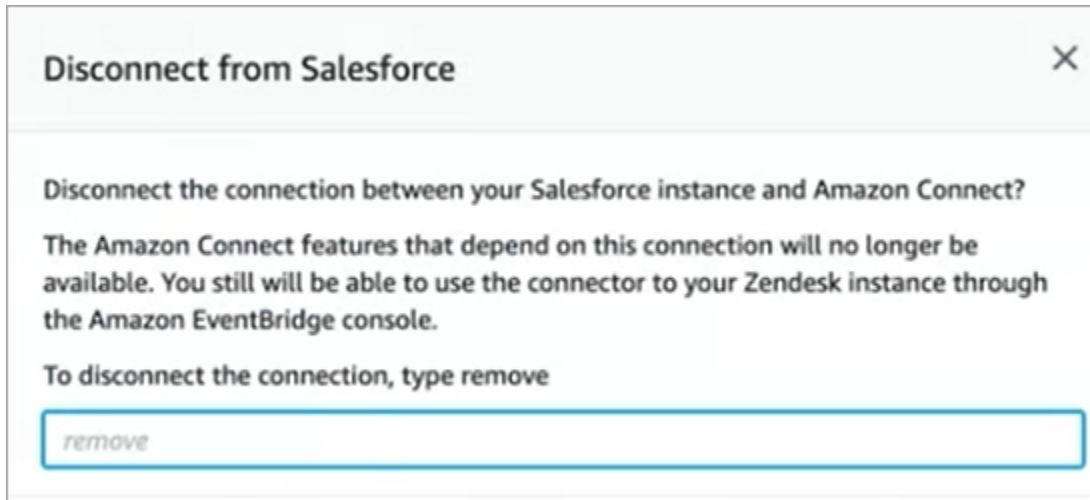 Disconnect from Salesforce
Disconnect the connection between your Salesforce instance and Amazon Connect?
The Amazon Connect features that depend on this connection will no longer be
available. You still will be able to use the connector to your Zendesk instance through
the Amazon EventBridge console.
To disconnect the connection, type remove
remove